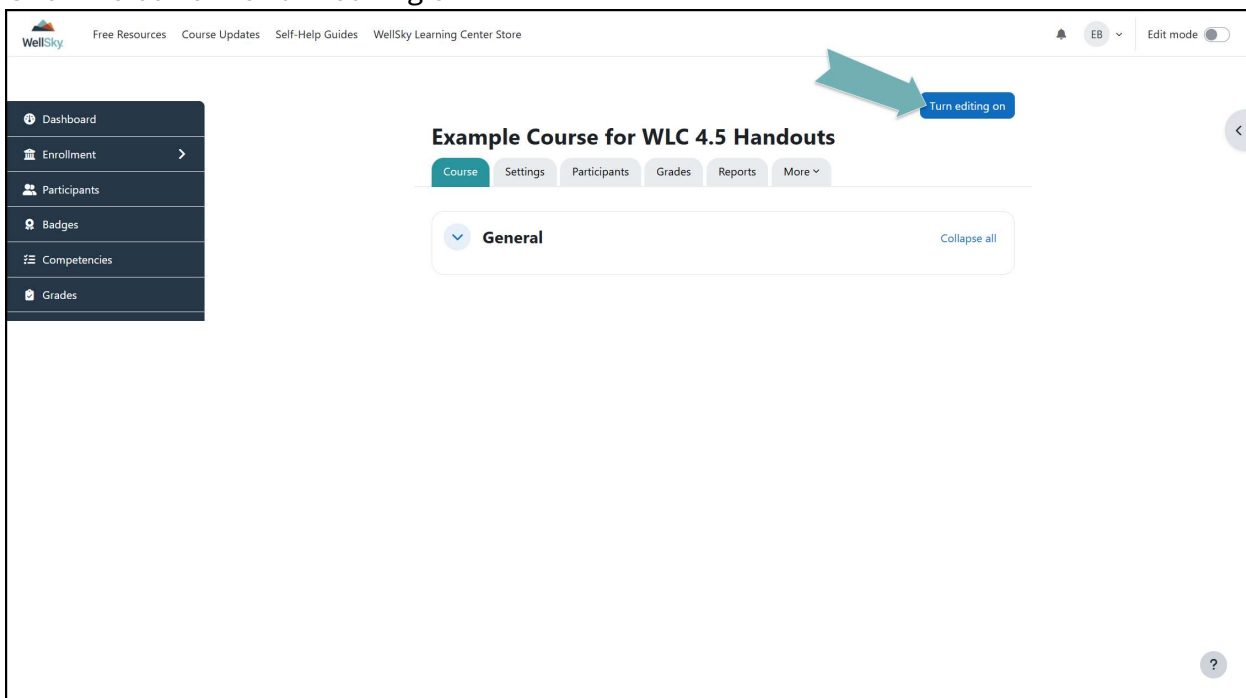 WellSky
Free Resources Course Updates Self-Help Guides WellSky Learning Center Store
EB
Edit mode
Turn editing on
Dashboard
Enrollment
Participants
Badges
Competencies
Grades
Example Course for WLC 4.5 Handouts
Course Settings Participants Grades Reports More
General
Collapse all
?